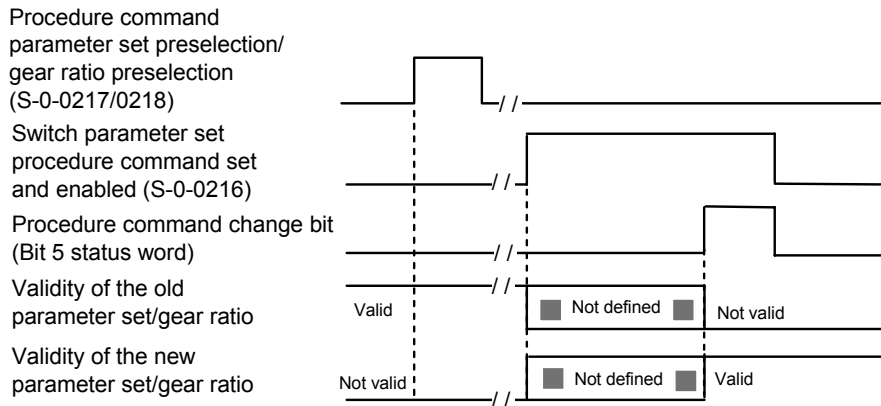 Procedure command
parameter set preselection/
gear ratio preselection
(S-0-0217/0218)
Switch parameter set
procedure command set
and enabled (S-0-0216)
Procedure command change bit
(Bit 5 status word)
Validity of the old
parameter set/gear ratio
Valid
Not defined
Not valid
Validity of the new
parameter set/gear ratio
Not valid
Not defined
Valid